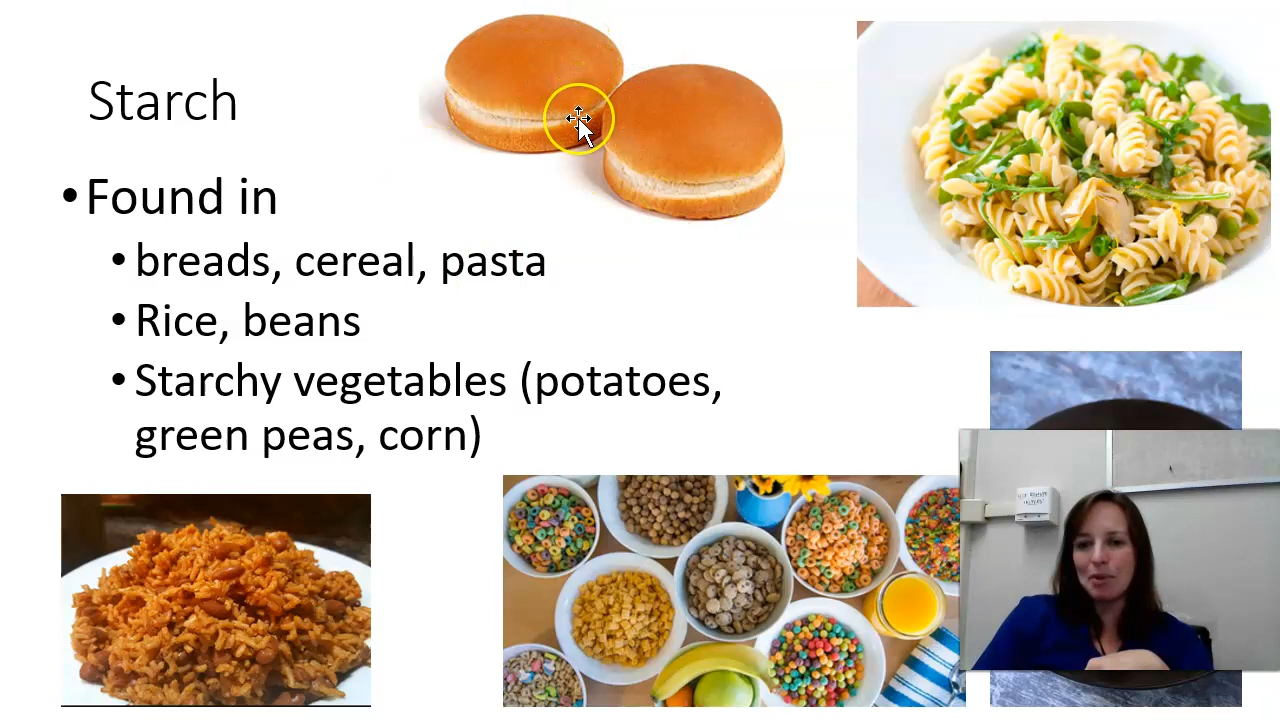 Starch
•Found in
•breads, cereal, pasta
•Rice, beans
•Starchy vegetables (potatoes,
green peas, corn)